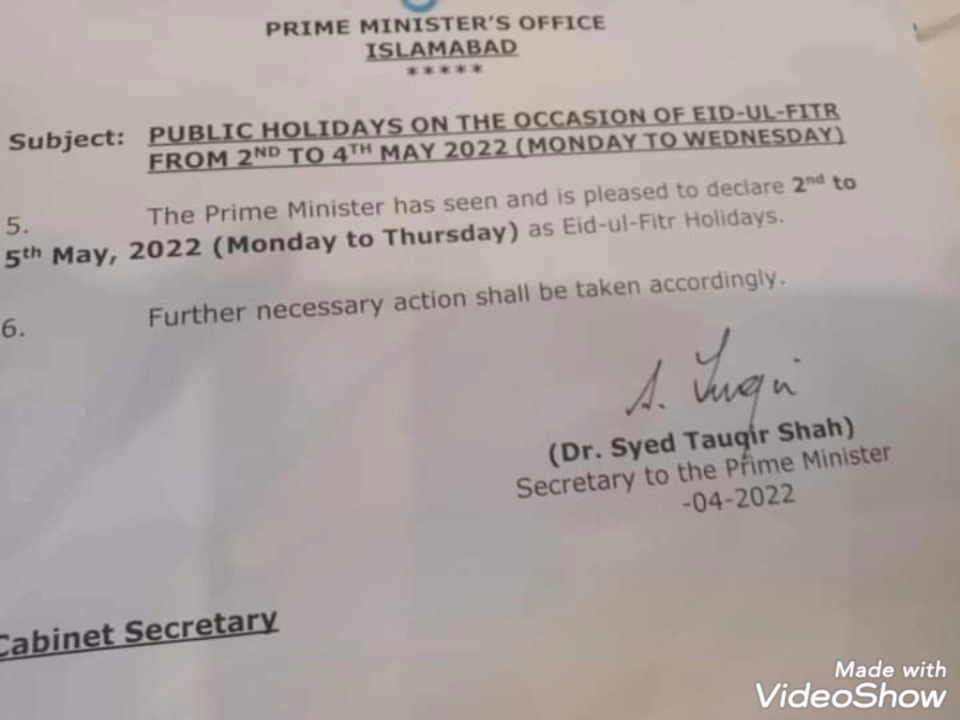 PRIME MINISTER'S OFFICE
ISLAMABAD
*****
Subject: PUBLIC HOLIDAYS ON THE OCCASION OF EID-UL-FITR
FROM 2ND TO 4TH MAY 2022 (MONDAY TO WEDNESDAY)
5. The Prime Minister has seen and is pleased to declare 2nd to
5th May, 2022 (Monday to Thursday) as Eid-ul-Fitr Holidays.
6. Further necessary action shall be taken accordingly.
S. Tuqir
(Dr. Syed Tauqir Shah)
Secretary to the Prime Minister
-04-2022
Cabinet Secretary
Made with
VideoShow